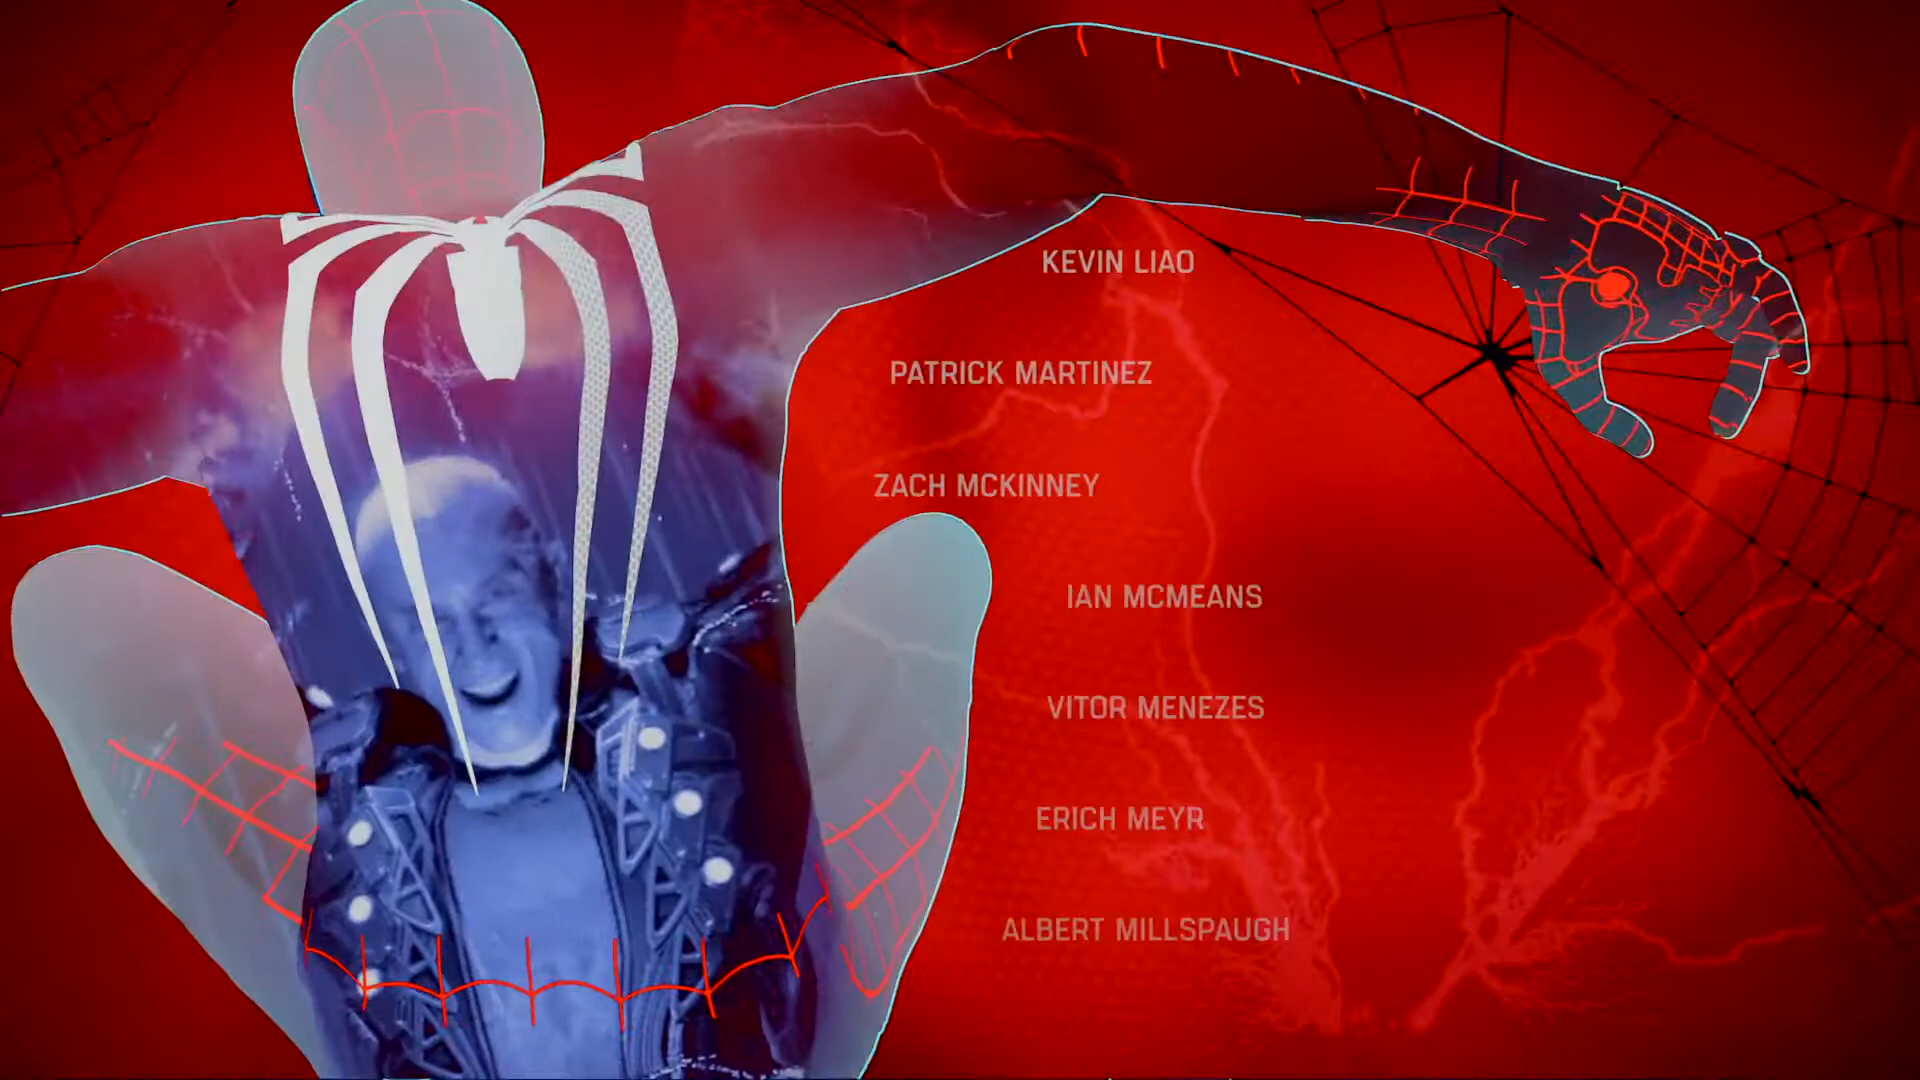 KEVIN LIAO
PATRICK MARTINEZ
ZACH MCKINNEY
IAN MCMEANS
VITOR MENEZES
ERICH MEYR
ALBERT MILLSPAUGH